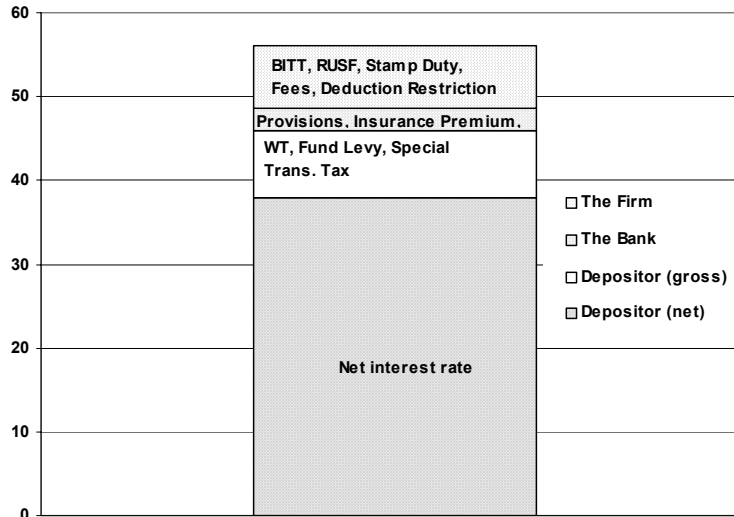 60
50
40
30
20
10
0
BITT, RUSF, Stamp Duty,
Fees, Deduction Restriction
Provisions, Insurance Premium,
WT, Fund Levy, Special
Trans. Tax
Net interest rate
The Firm
The Bank
Depositor (gross)
Depositor (net)